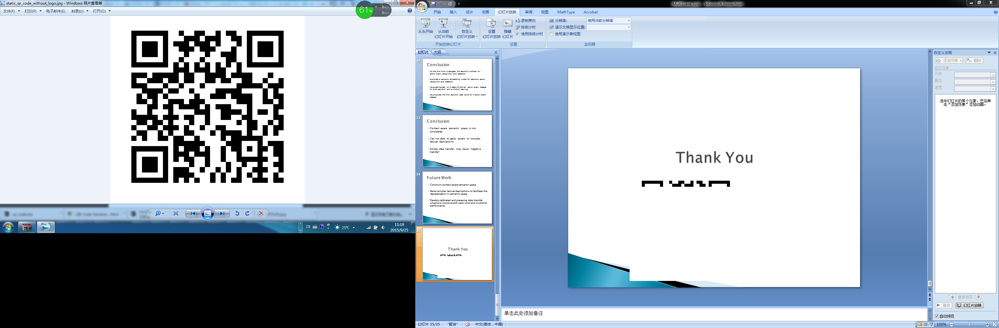 static_qr_code_without_logo.jpg - Windows 照片查看器
文件(F) 打印(P) 电子邮件(E) 刻录(U) 打开(O)
61%
0K/s
0K/s
CH
25℃
11:19
2015/9/25
MultiScene.pptx - Microsoft PowerPoint
开始 插入 设计 动画 幻灯片放映 审阅 视图 MathType Acrobat
从头开始
从当前
幻灯片开始
自定义
幻灯片放映
开始放映幻灯片
设置
幻灯片放映
隐藏
幻灯片
录制旁白
排练计时
使用排练计时
设置
分辨率:
使用当前分辨率
演示文稿显示位置:
使用演示者视图
监视器
幻灯片 大纲
32
Conclusion
For the first time investigate the zeroshot problem on
action/event recognition and detection
Exploited a semantic embedding model for zeroshot action
recognition and detection
We experimented on 4 state-of-the-art action/event dataset
for both zeroshot and multishot learning.
We proposed the first zeroshot data splits for 4 action/event
dataset
33
Conclusion
Context aware semantic space is not
considered
Can not able to easily extent to complex
textual descriptions
Simple data transfer may cause "negative
transfer"
34
Future Work
Construct context aware semantic space
Parse complex textual descriptions to facilitate the
representation in semantic space
Develop calibrated and piecewise data transfer
scheme to improve both zero-shot and multishot
performance.
35
Thank You
Thank You
单击此处添加备注
自定义动画
添加效果 删除
修改效果
开始:
属性:
速度:
选中幻灯片的某个元素，然后单
击“添加效果”添加动画。
重新排序
播放 幻灯片放映
自动预览
幻灯片 35/35 “聚合” 中文(简体，中国)
100%